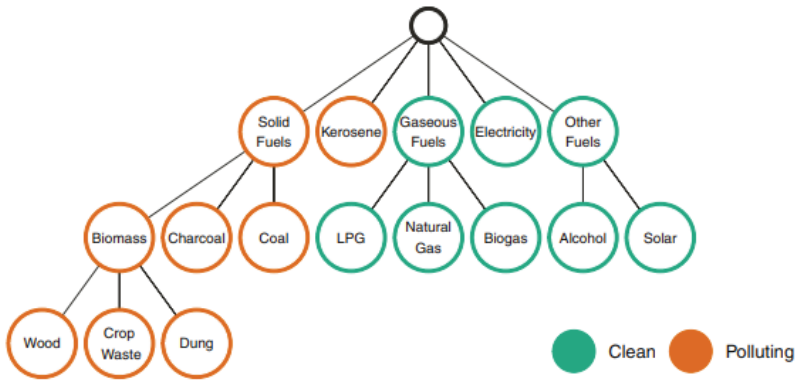 Solid
Fuels
Kerosene
Gaseous
Fuels
Electricity
Other
Fuels
Biomass
Charcoal
Coal
LPG
Natural
Gas
Biogas
Alcohol
Solar
Wood
Crop
Waste
Dung
Clean
Polluting